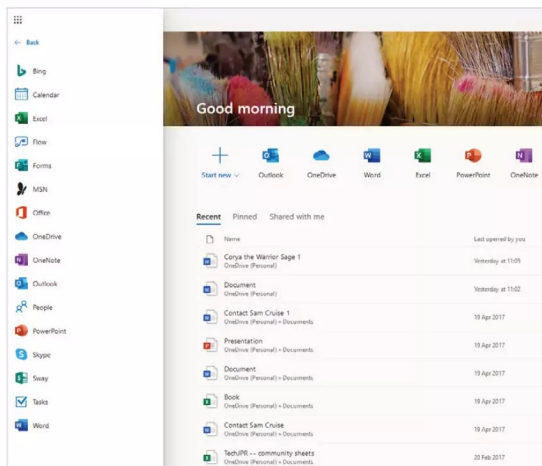 Back
Bing
Calendar
Excel
Flow
Forms
MSN
Office
OneDrive
OneNote
Outlook
People
PowerPoint
Skype
Sway
Tasks
Word
Good morning
Start new
Outlook
OneDrive
Word
Excel
PowerPoint
OneNote
Recent Pinned Shared with me
Name Last opened by you
Corya the Warrior Sage 1 Yesterday at 11:05
OneDrive (Personal)
Document Yesterday at 11:02
OneDrive (Personal)
Contact Sam Cruise 1 19 Apr 2017
OneDrive (Personal) » Documents
Presentation 19 Apr 2017
OneDrive (Personal) » Documents
Document 19 Apr 2017
OneDrive (Personal) » Documents
Book 18 Apr 2017
OneDrive (Personal) » Documents
Contact Sam Cruise 19 Apr 2017
OneDrive (Personal) » Documents
TechJPR -- community sheets 20 Feb 2017
OneDrive (Personal) » Documents